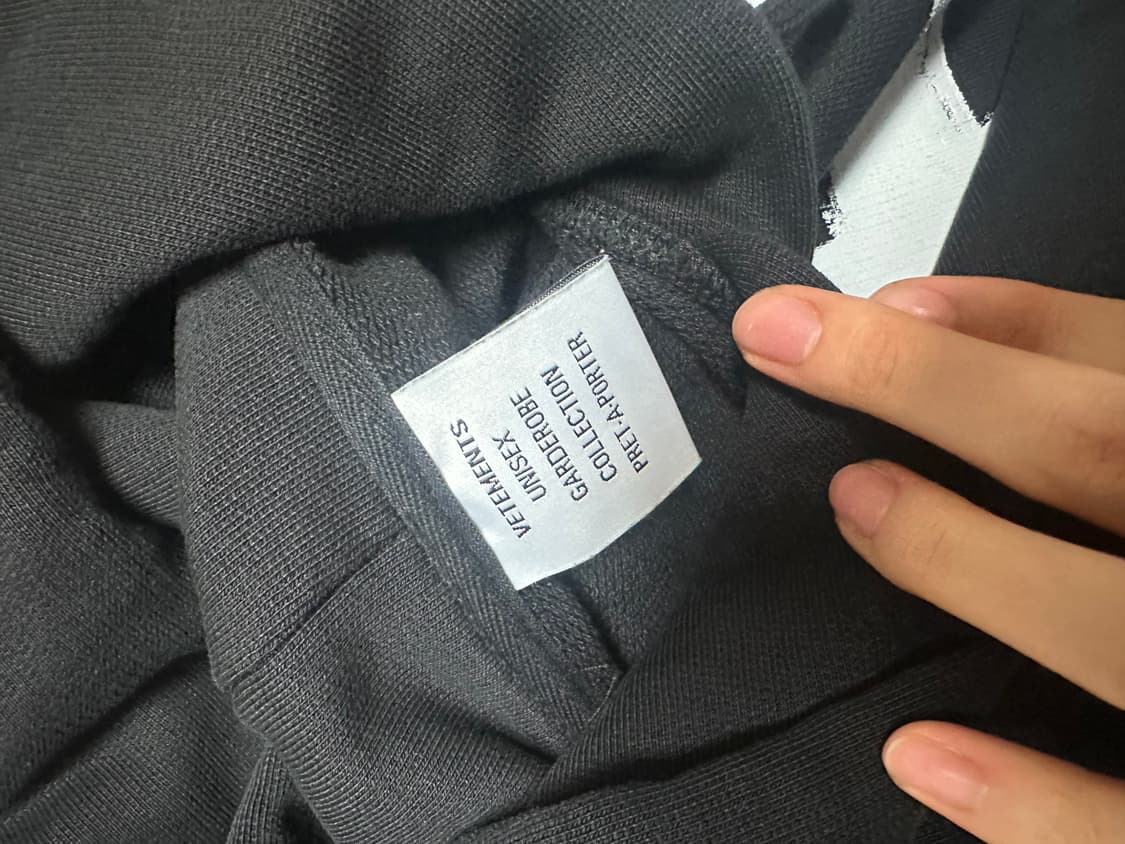 VETEMENTS
UNISEX
GARDEROBE
COLLECTION
PRET-A-PORTER